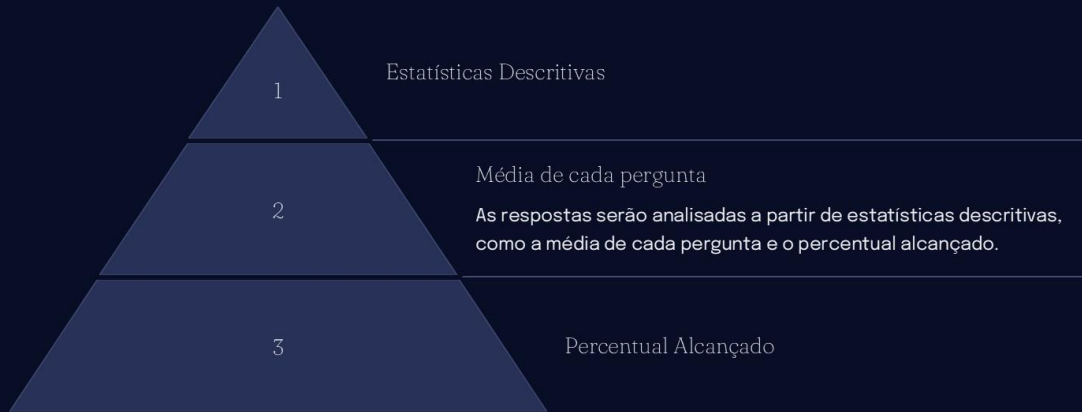 1
Estatísticas Descritivas
2
Média de cada pergunta
As respostas serão analisadas a partir de estatísticas descritivas,
como a média de cada pergunta e o percentual alcançado.
3
Percentual Alcançado